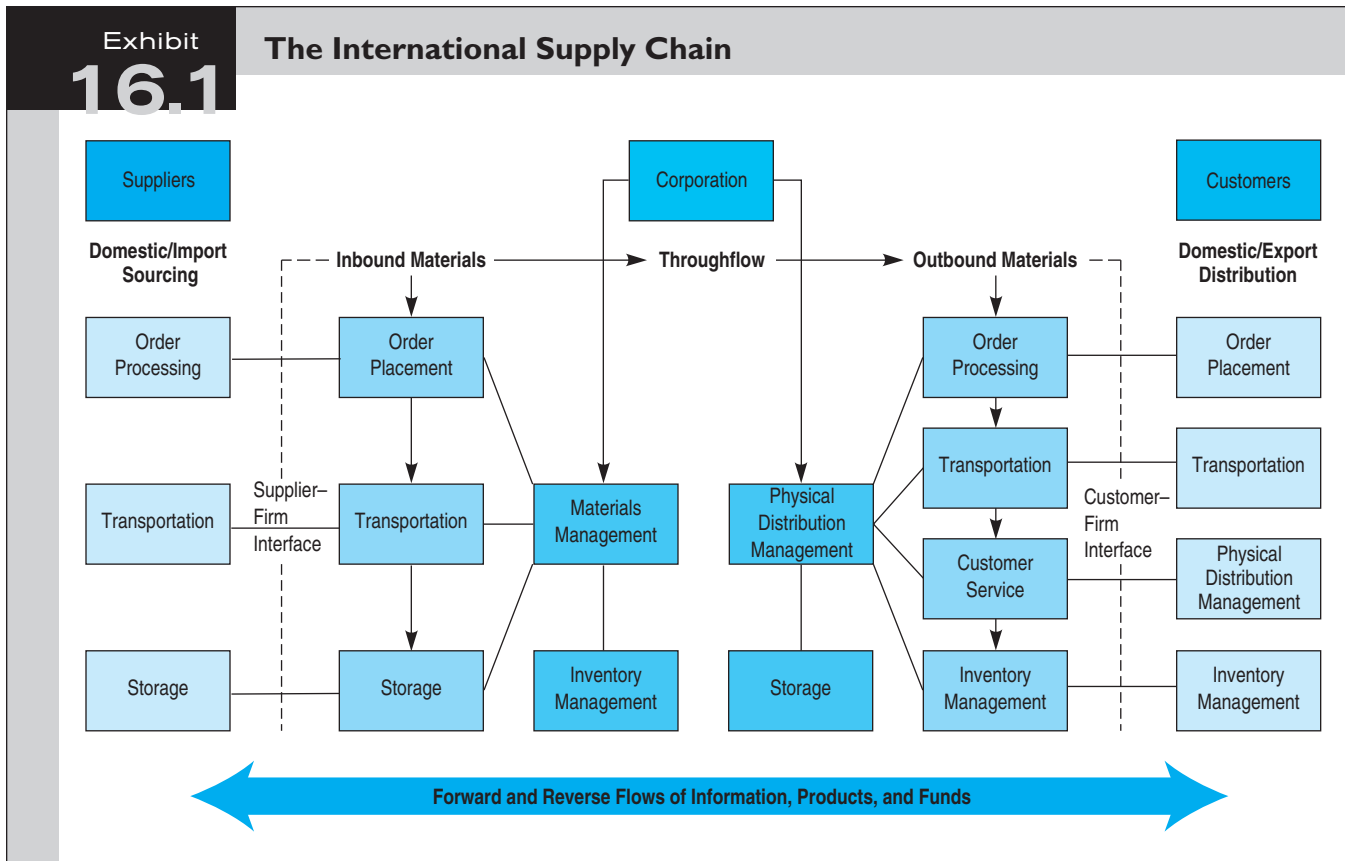 Exhibit
16.1
The International Supply Chain
Suppliers
Corporation
Customers
Domestic/Import
Sourcing
Inbound Materials
Throughflow
Outbound Materials
Domestic/Export
Distribution
Order
Processing
Order
Placement
Order
Processing
Order
Placement
Transportation
Supplier–
Firm
Interface
Transportation
Materials
Management
Physical
Distribution
Management
Transportation
Customer
Service
Customer–
Firm
Interface
Transportation
Physical
Distribution
Management
Storage
Storage
Inventory
Management
Storage
Inventory
Management
Inventory
Management
Forward and Reverse Flows of Information, Products, and Funds